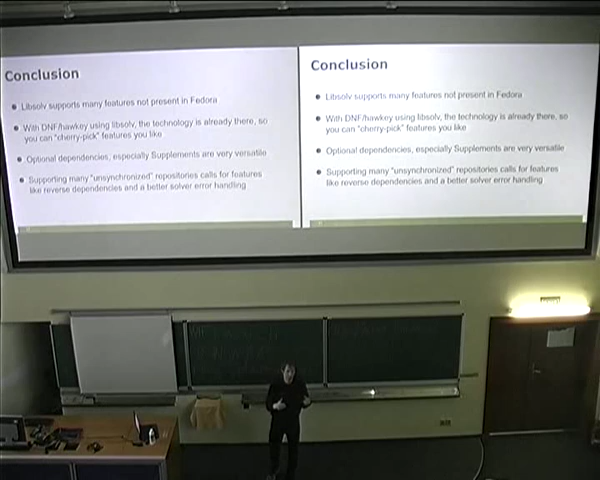 Conclusion
Libsolv supports many features not present in Fedora
With DNF/hawkey using libsolv, the technology is already there, so
you can "cherry-pick" features you like
Optional dependencies, especially Supplements are very versatile
Supporting many "unsynchronized" repositories calls for features
like reverse dependencies and a better solver error handling
Conclusion
Libsolv supports many features not present in Fedora
With DNF/hawkey using libsolv, the technology is already there, so
you can "cherry-pick" features you like
Optional dependencies, especially Supplements are very versatile
Supporting many "unsynchronized" repositories calls for features
like reverse dependencies and a better solver error handling